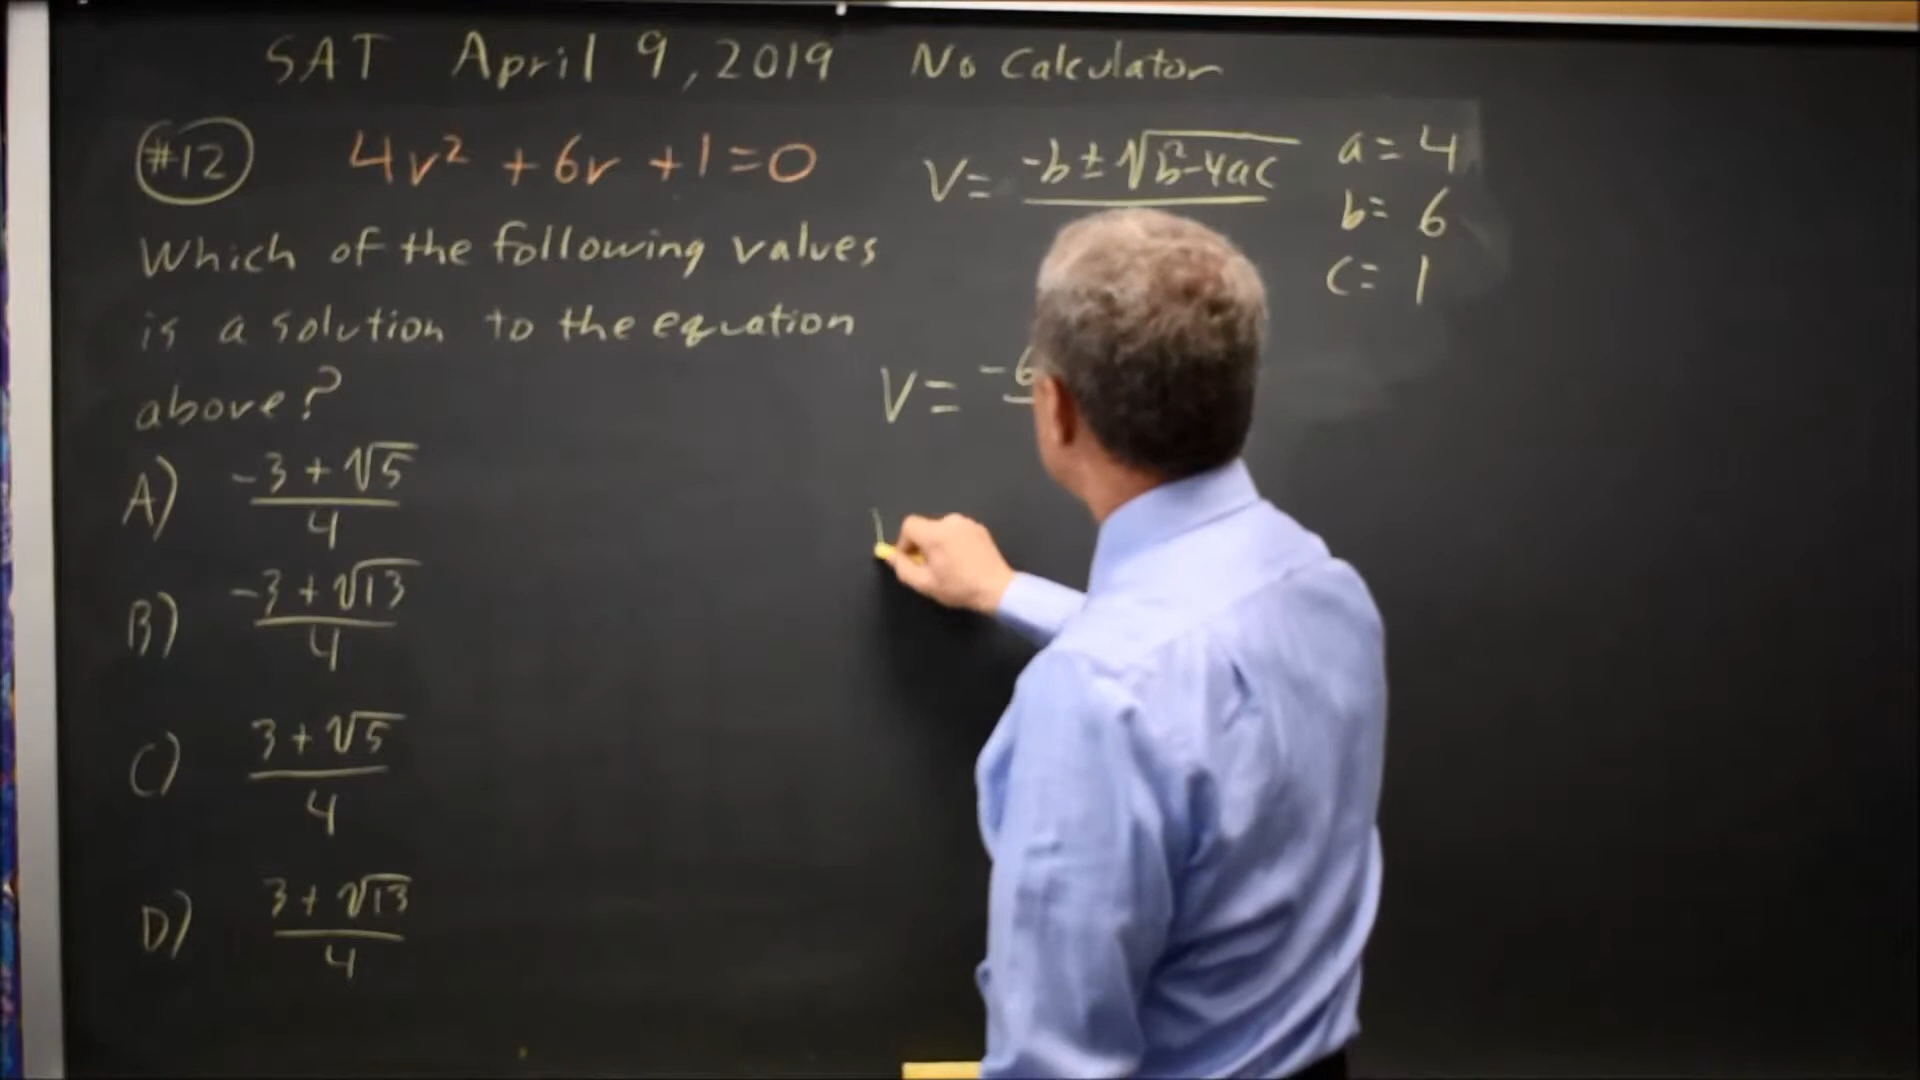 SAT April 9, 2019 No Calculator
#12 4v² + 6v + 1 = 0
Which of the following values
is a solution to the equation
above?
A) (-3 + √5)/4
B) (-3 + √13)/4
C) (3 + √5)/4
D) (3 + √13)/4
V = -b ± √b²-4ac
a = 4
b = 6
c = 1
V = -6